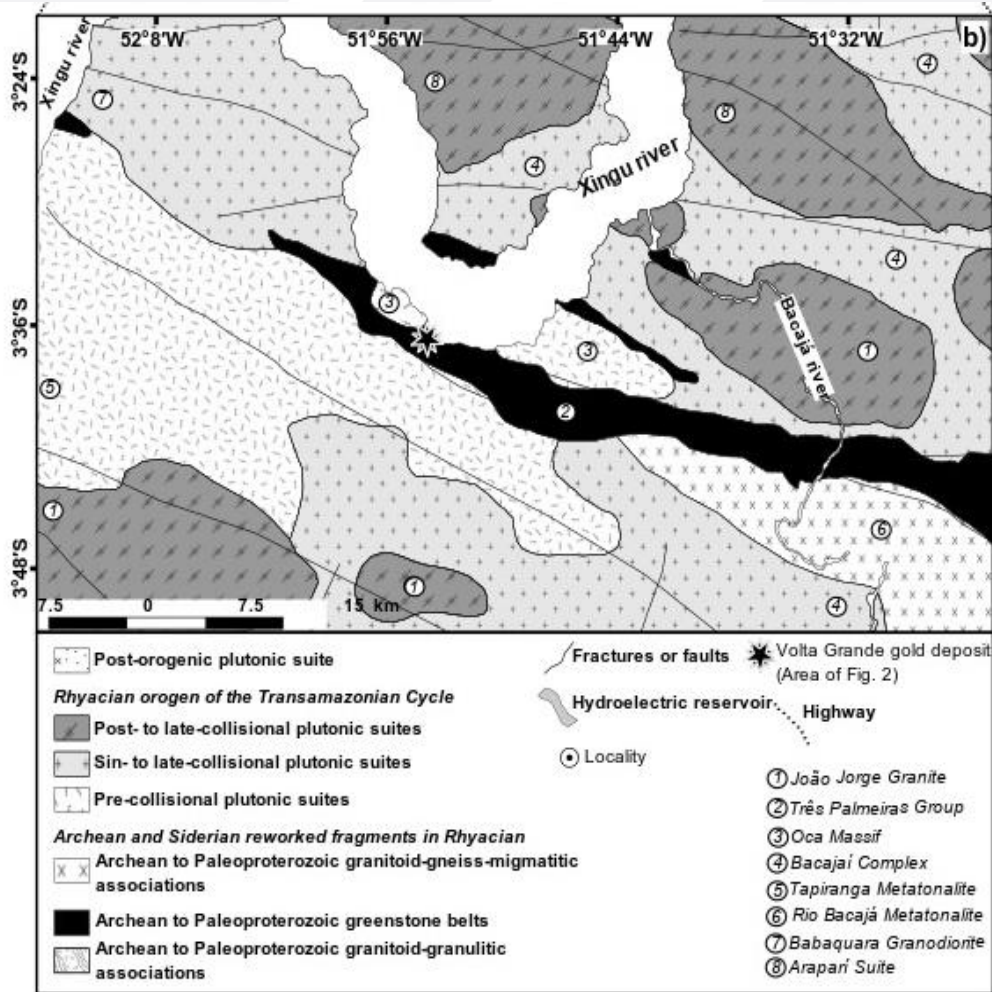 52°8'W 51°56'W 51°44'W 51°32'W b)
3°24'S
3°36'S
3°48'S
Xingu river
Xingu river
Bacajá river
7 8 8 4
4
4
3
3 1
5
2
1 6
1 4
7.5 0 7.5 15 km
Post-orogenic plutonic suite
Rhyacian orogen of the Transamazonian Cycle
Post- to late-collisional plutonic suites
Sin- to late-collisional plutonic suites
Pre-collisional plutonic suites
Archean and Siderian reworked fragments in Rhyacian
Archean to Paleoproterozoic granitoid-gneiss-migmatitic
associations
Archean to Paleoproterozoic greenstone belts
Archean to Paleoproterozoic granitoid-granulitic
associations
Fractures or faults
Hydroelectric reservoir
Locality
Volta Grande gold deposit
(Area of Fig. 2)
Highway
1 João Jorge Granite
2 Três Palmeiras Group
3 Oca Massif
4 Bacajaí Complex
5 Tapiranga Metatonalite
6 Rio Bacajá Metatonalite
7 Babaquara Granodiorite
8 Araparí Suite